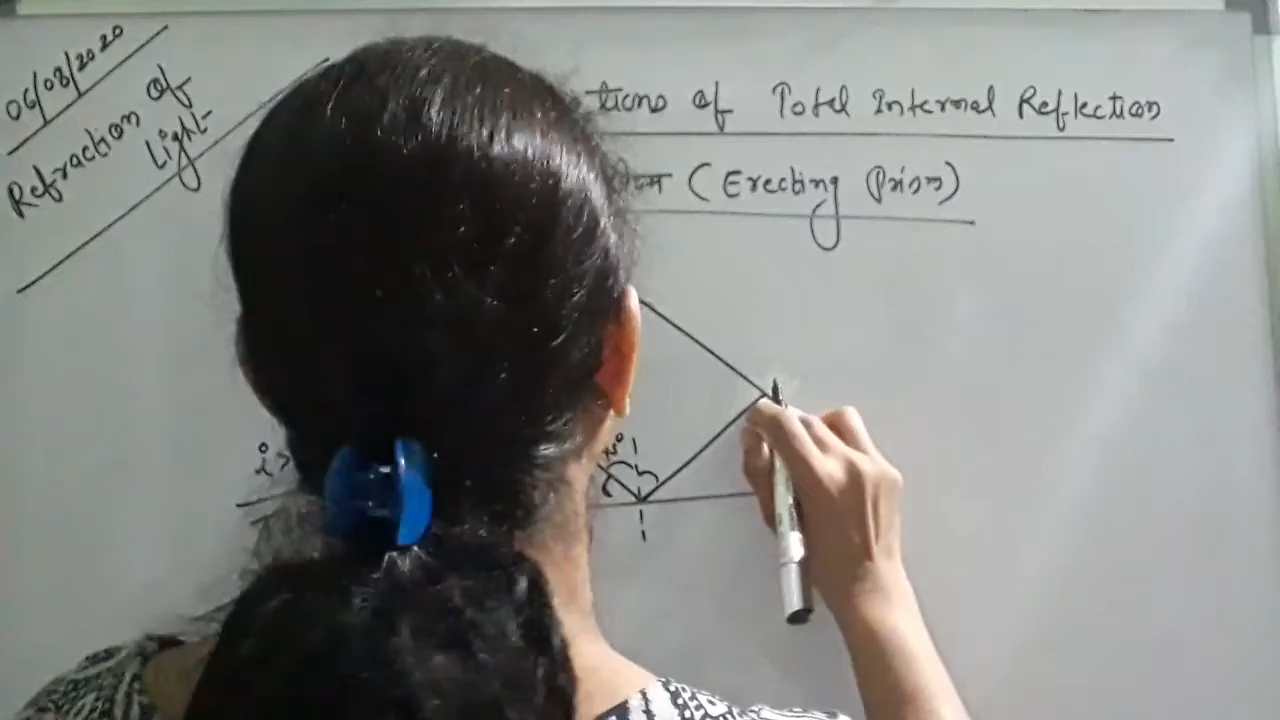 06/08/2020
Refraction of
Light
tions of Total Internal Reflection
(Erecting Prism)
i>